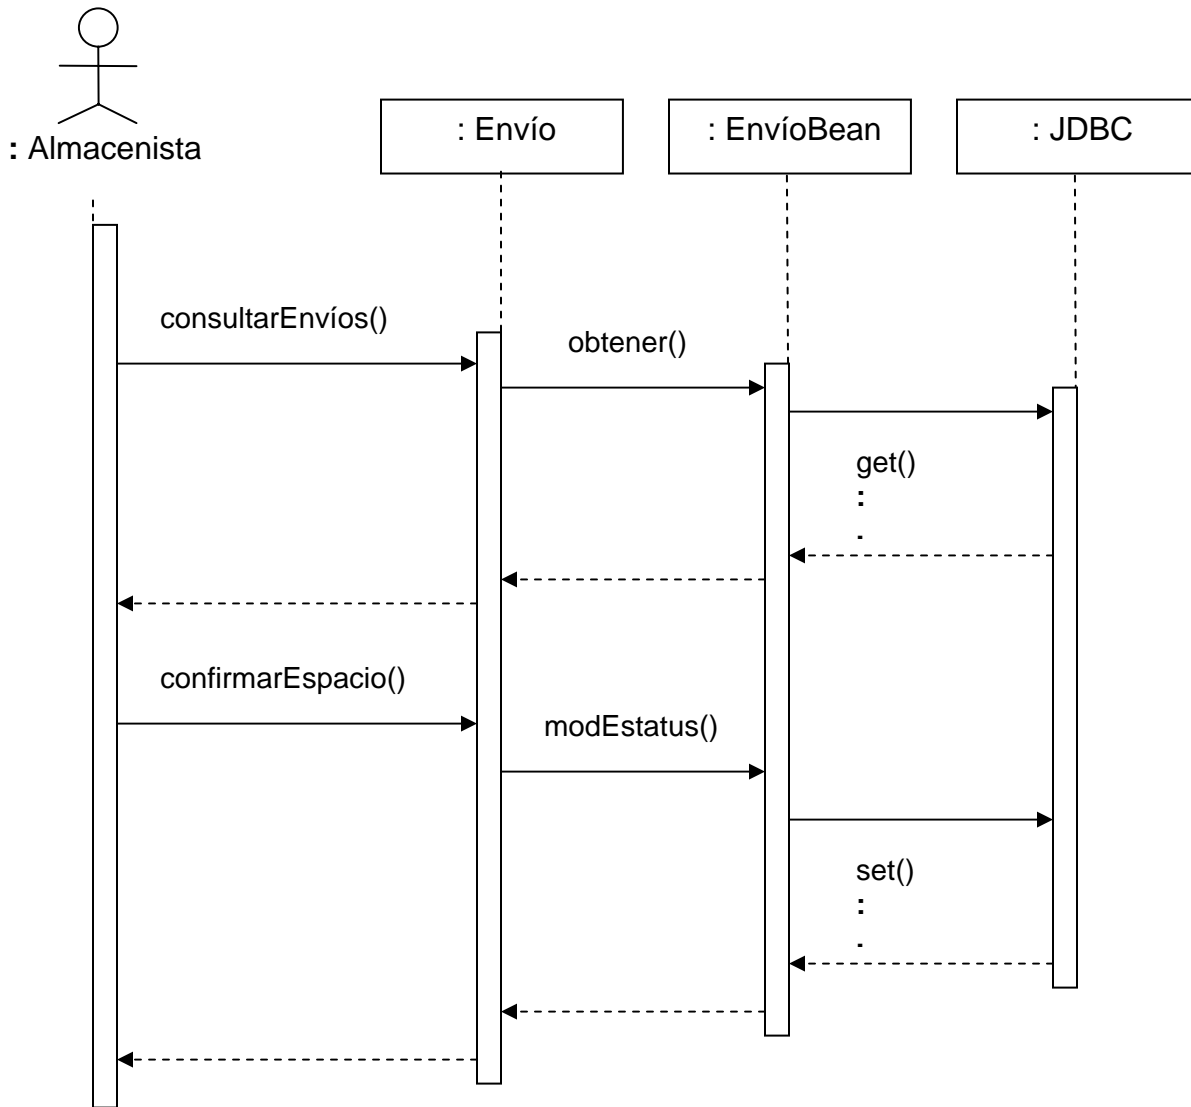 : Almacenista
: Envío
: EnvíoBean
: JDBC
consultarEnvíos()
obtener()
get()
:
.
confirmarEspacio()
modEstatus()
set()
:
.